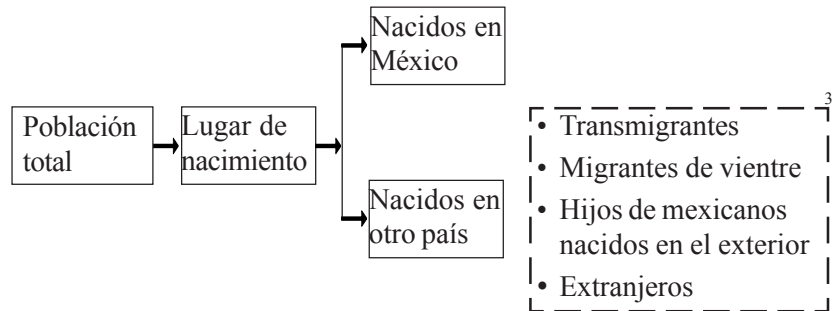 Población
total
Lugar de
nacimiento
Nacidos en
México
Nacidos en
otro país
3
• Transmigrantes
• Migrantes de vientre
• Hijos de mexicanos
nacidos en el exterior
• Extranjeros